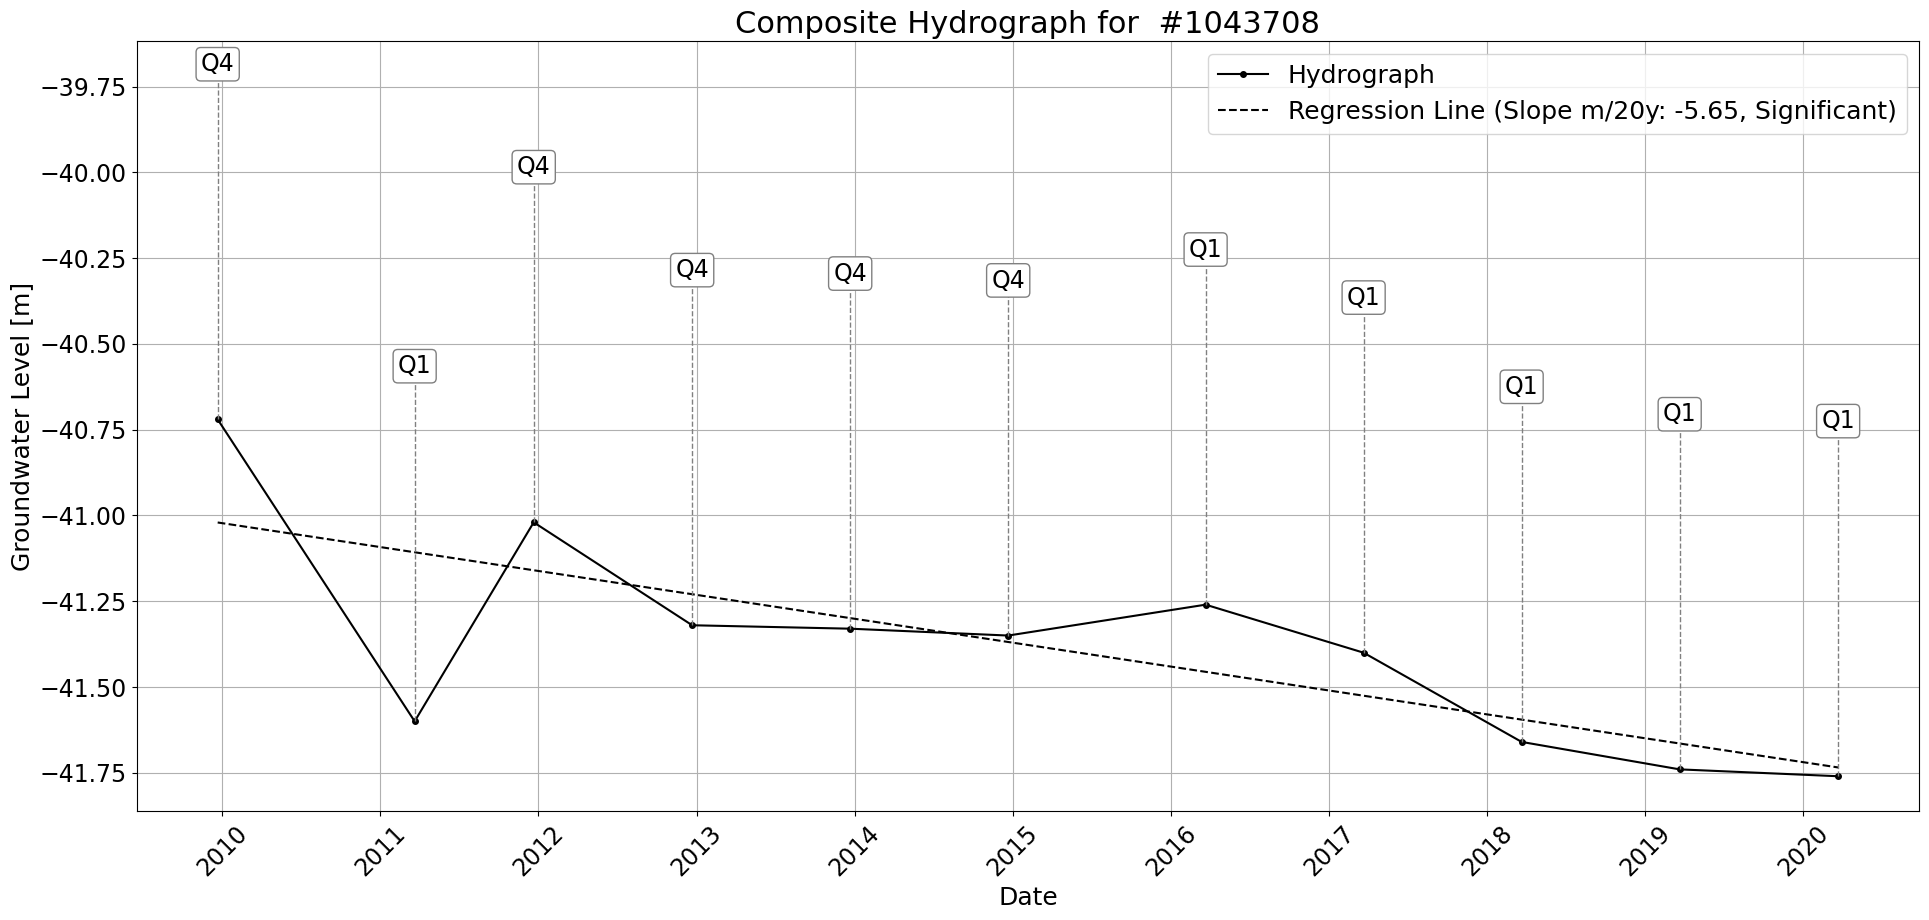 Composite Hydrograph for  #1043708
Hydrograph
Regression Line (Slope m/20y: -5.65, Significant)
Q4
Q1
Q4
Q4
Q4
Q4
Q1
Q1
Q1
Q1
Q1
Groundwater Level [m]
−39.75
−40.00
−40.25
−40.50
−40.75
−41.00
−41.25
−41.50
−41.75
2010
2011
2012
2013
2014
2015
2016
2017
2018
2019
2020
Date